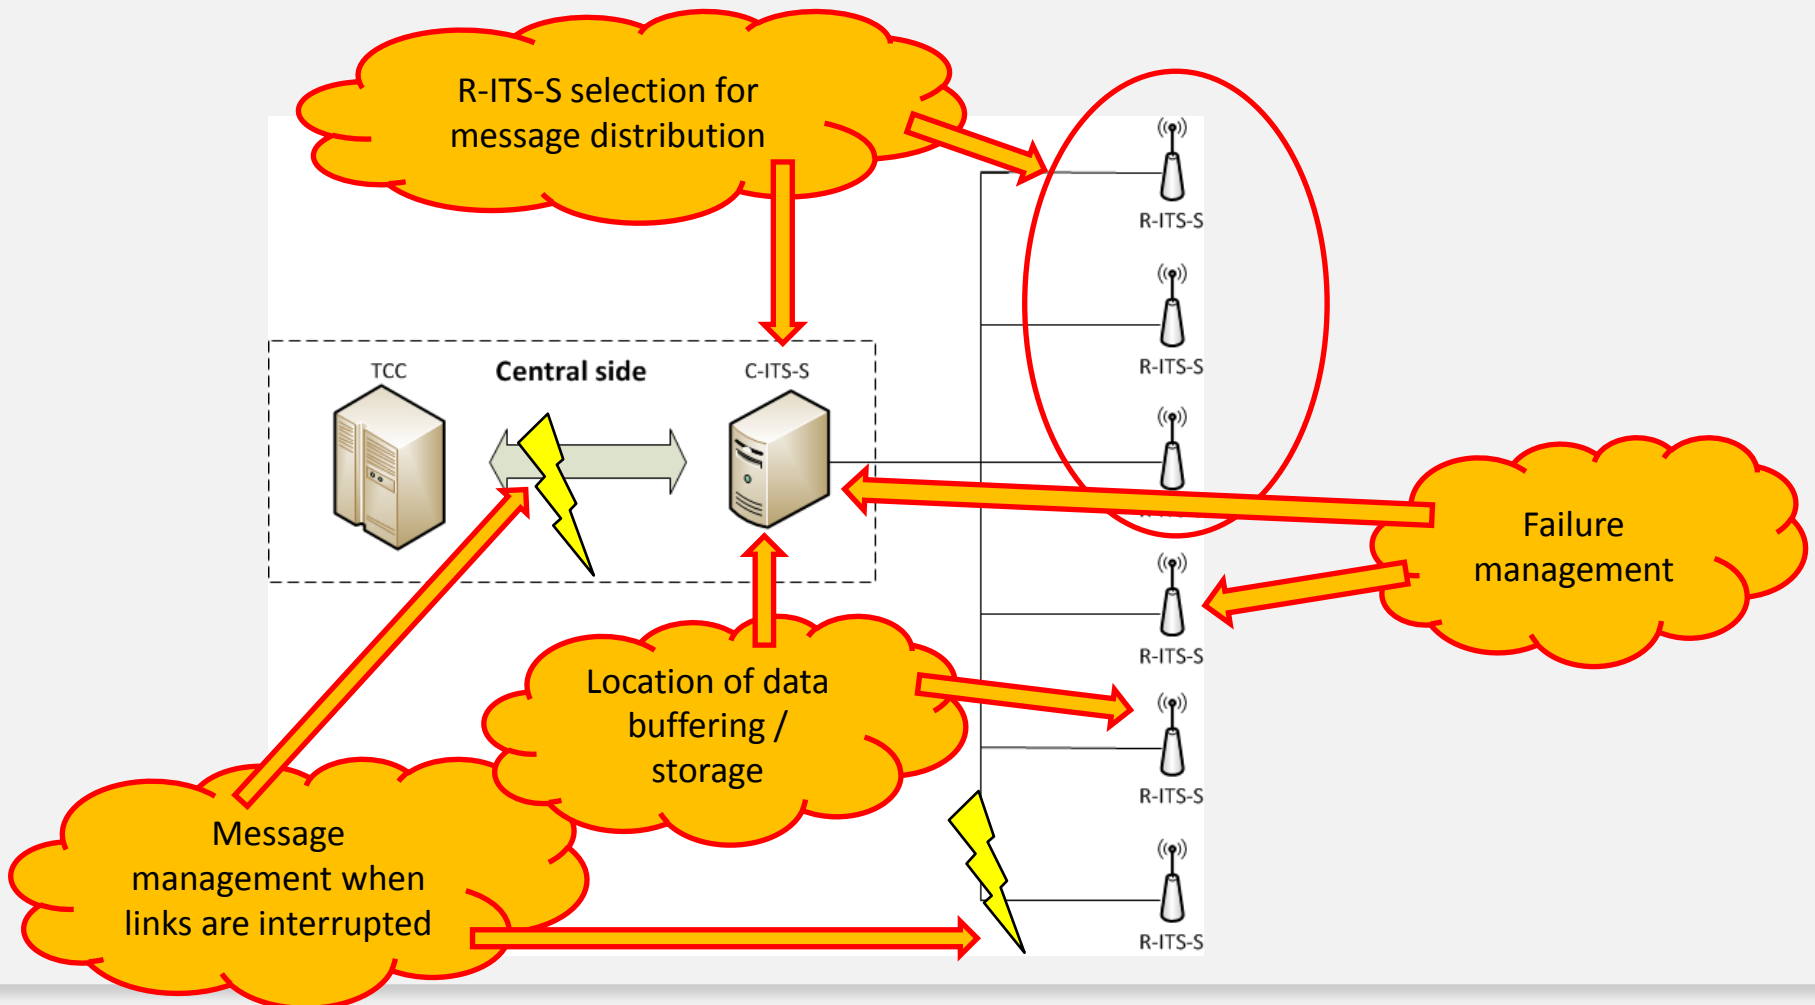 R-ITS-S selection for
message distribution
R-ITS-S
R-ITS-S
TCC
Central side
C-ITS-S
Failure
management
R-ITS-S
Location of data
buffering /
storage
R-ITS-S
Message
management when
links are interrupted
R-ITS-S